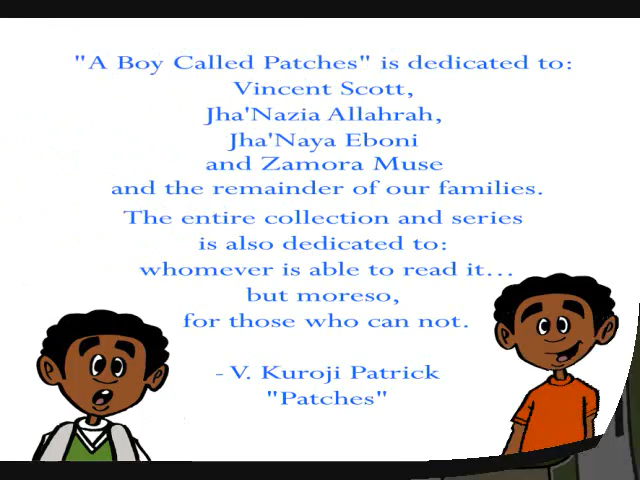 "A Boy Called Patches" is dedicated to:
Vincent Scott,
Jha'Nazia Allahrah,
Jha'Naya Eboni
and Zamora Muse
and the remainder of our families.
The entire collection and series
is also dedicated to:
whomever is able to read it...
but moreso,
for those who can not.
- V. Kuroji Patrick
"Patches"